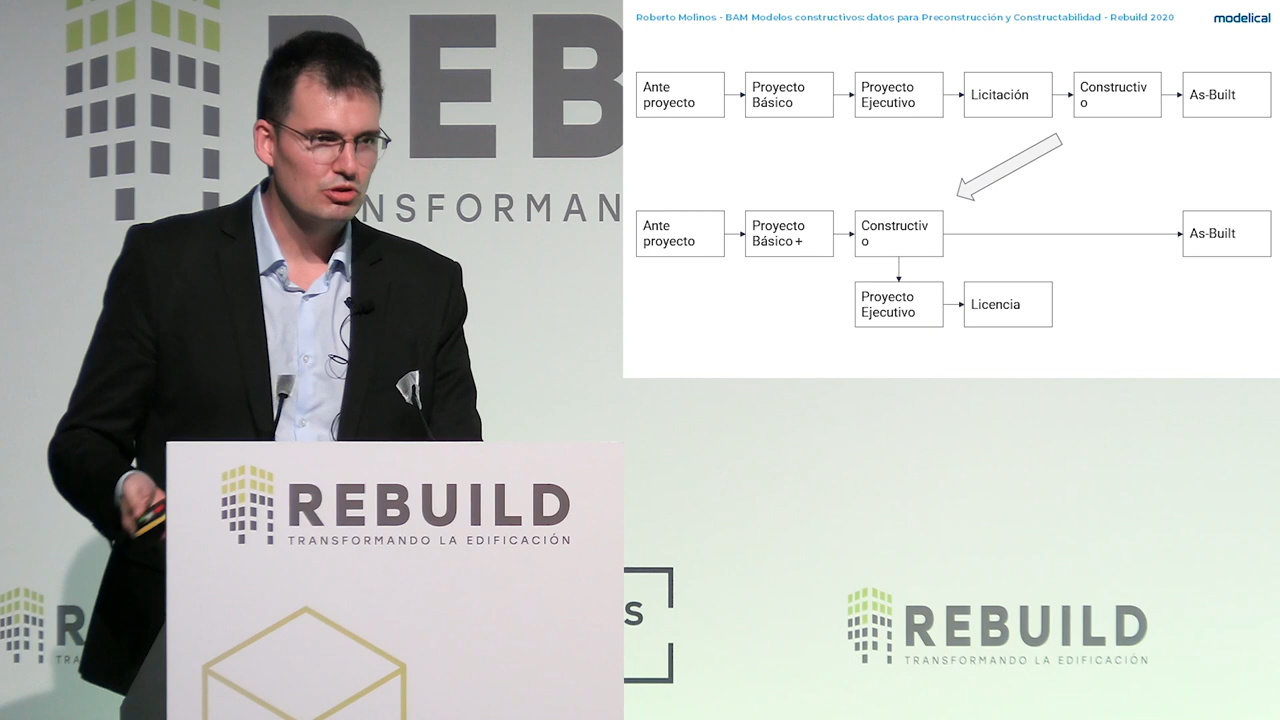 Roberto Molinos - BAM Modelos constructivos: datos para Preconstrucción y Constructabilidad - Rebuild 2020
modelical
Ante
proyecto
Proyecto
Básico
Proyecto
Ejecutivo
Licitación
Constructiv
o
As-Built
Ante
proyecto
Proyecto
Básico +
Constructiv
o
As-Built
Proyecto
Ejecutivo
Licencia
REB
NSFORMAN
REBUILD
TRANSFORMANDO LA EDIFICACIÓN
R
TRA
S
REBUILD
TRANSFORMANDO LA EDIFICACIÓN